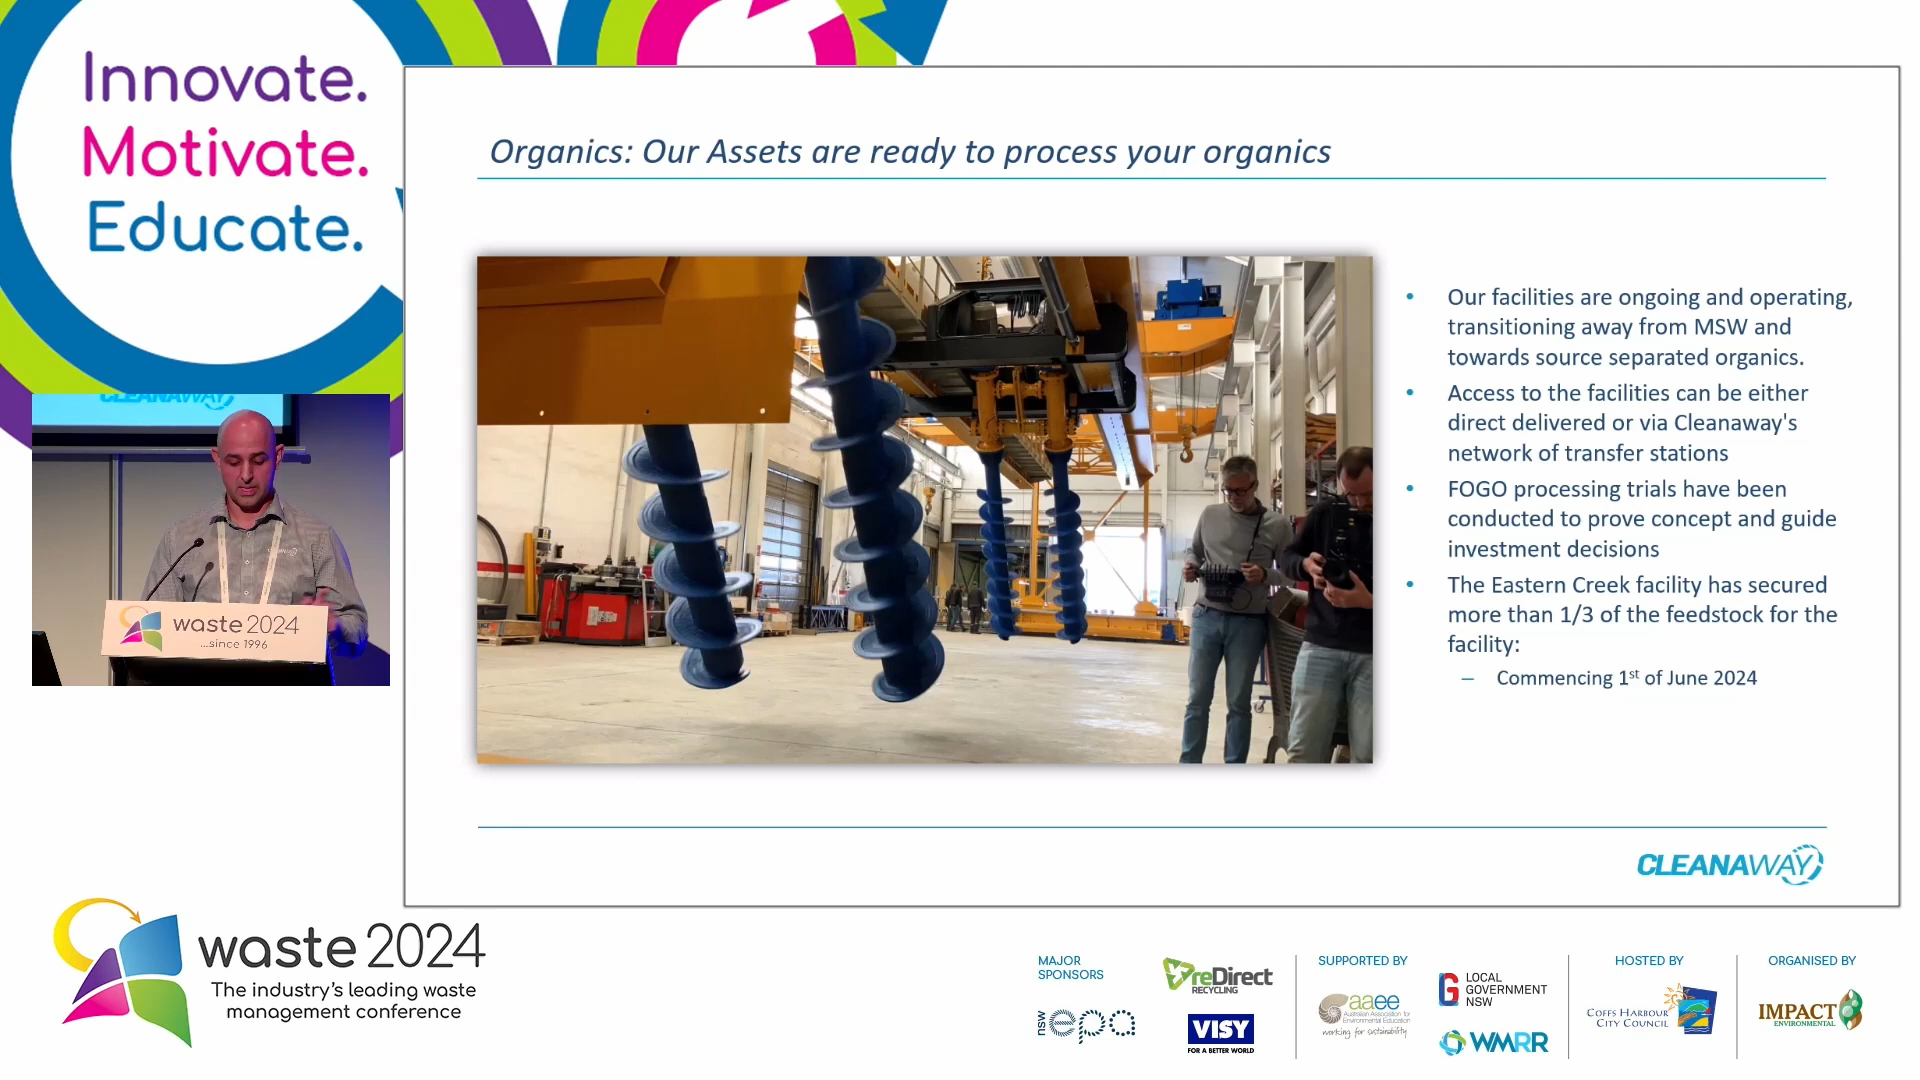 Innovate.
Motivate.
Educate.
CLEANAWAY
waste 2024
...since 1996
Organics: Our Assets are ready to process your organics
• Our facilities are ongoing and operating,
transitioning away from MSW and
towards source separated organics.
• Access to the facilities can be either
direct delivered or via Cleanaway's
network of transfer stations
• FOGO processing trials have been
conducted to prove concept and guide
investment decisions
• The Eastern Creek facility has secured
more than 1/3 of the feedstock for the
facility:
– Commencing 1st of June 2024
CLEANAWAY
waste 2024
The industry's leading waste
management conference
MAJOR
SPONSORS
nsw epa
reDirect
RECYCLING
VISY
FOR A BETTER WORLD
SUPPORTED BY
aaee
Australian Association for
Environmental Education
working for sustainability
LOCAL
GOVERNMENT
NSW
WMRR
HOSTED BY
COFFS HARBOUR
CITY COUNCIL
ORGANISED BY
IMPACT
ENVIRONMENTAL